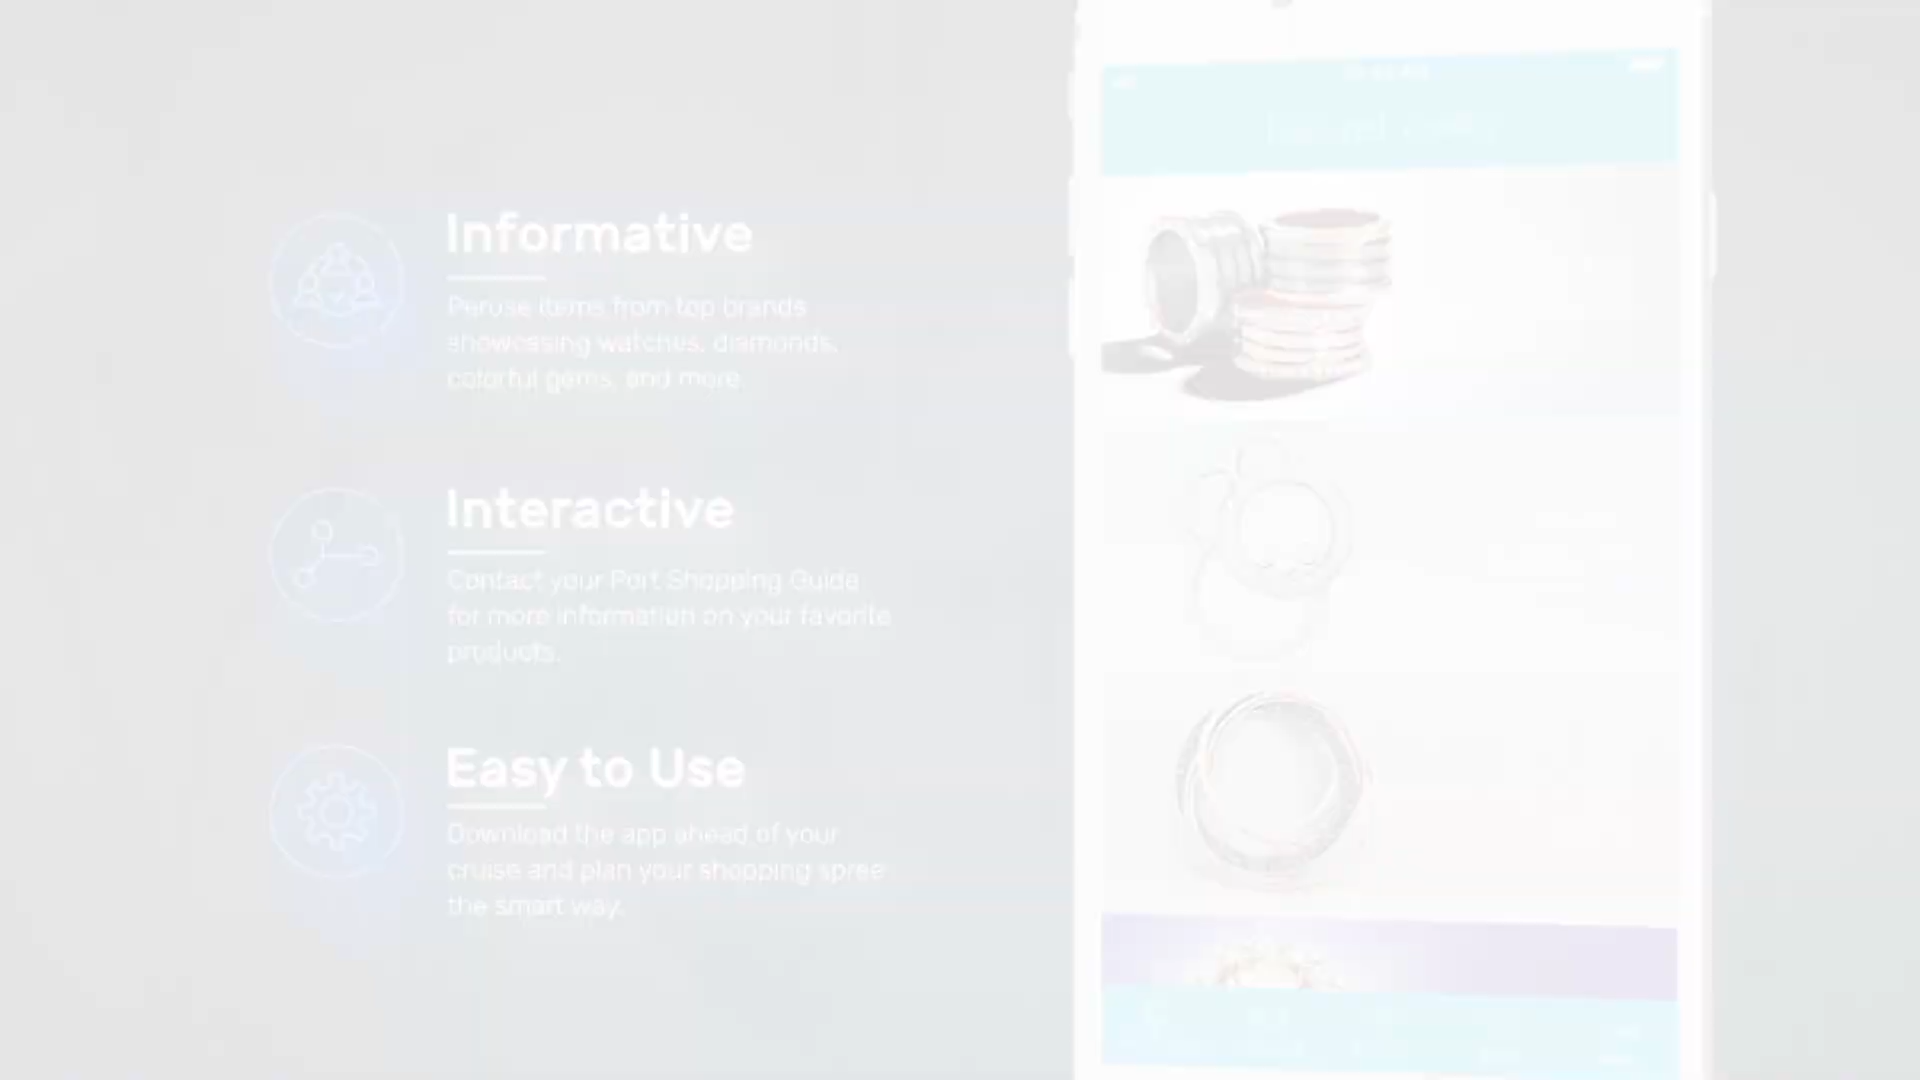 Informative
Peruse items from top brands
showcasing watches, diamonds,
colorful gems, and more
Interactive
Contact your Port Shopping Guide
for more information on your favorite
products.
Easy to Use
Download the app ahead of your
cruise and plan your shopping spree
the smart way.